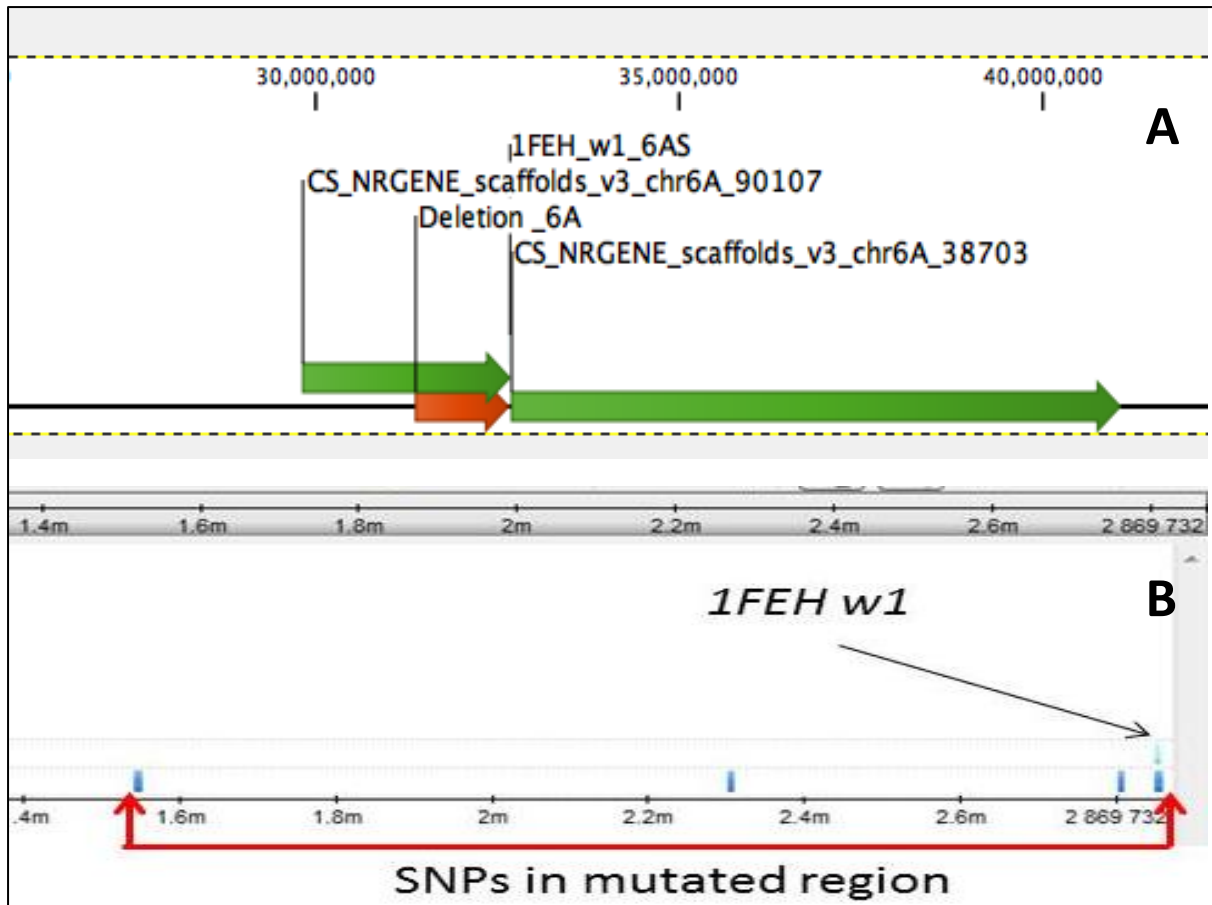 30,000,000 35,000,000 40,000,000
A
1FEH_w1_6AS
CS_NRGENE_scaffolds_v3_chr6A_90107
Deletion _6A
CS_NRGENE_scaffolds_v3_chr6A_38703
1.4m 1.6m 1.8m 2m 2.2m 2.4m 2.6m 2 869 732
B
1FEH w1
.4m 1.6m 1.8m 2m 2.2m 2.4m 2.6m 2 869 732
SNPs in mutated region